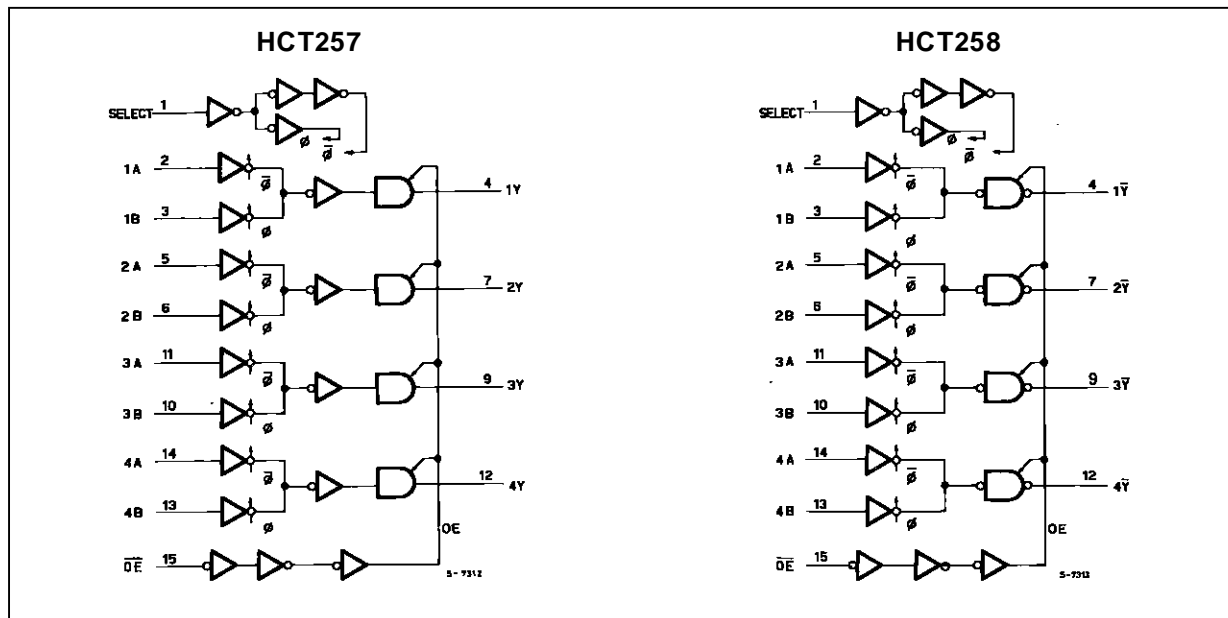 HCT257
SELECT 1
ø
ø̅
1A 2
ø̅
4 1Y
1B 3
ø
2A 5
ø̅
7 2Y
2B 6
ø
3A 11
ø̅
9 3Y
3B 10
ø
4A 14
ø̅
12 4Y
4B 13
ø
OE
O̅E̅ 15
S-7312
HCT258
SELECT 1
ø
ø̅
1A 2
ø̅
4 1Y̅
1B 3
ø
2A 5
ø̅
7 2Y̅
2B 6
ø
3A 11
ø̅
9 3Y̅
3B 10
ø
4A 14
ø̅
12 4Y̅
4B 13
ø
OE
O̅E̅ 15
S-7313